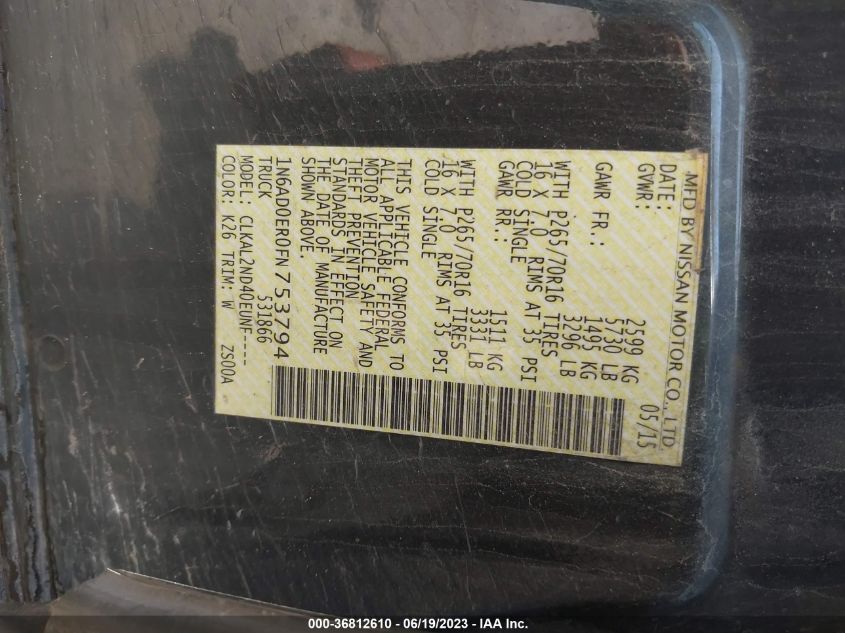 MFD BY NISSAN MOTOR CO., LTD.
DATE: 05/15
GVWR: 2599 KG
5730 LB
GAWR FR.: 1495 KG
3296 LB
WITH P265/70R16 TIRES
16 X 7.0 RIMS AT 35 PSI
COLD SINGLE
GAWR RR.: 1511 KG
3331 LB
WITH P265/70R16 TIRES
16 X 7.0 RIMS AT 35 PSI
COLD SINGLE
THIS VEHICLE CONFORMS TO
ALL APPLICABLE FEDERAL
MOTOR VEHICLE SAFETY AND
THEFT PREVENTION
STANDARDS IN EFFECT ON
THE DATE OF MANUFACTURE
SHOWN ABOVE.
1N6AD0ER0FN753794
TRUCK 531866
MODEL: CLKAL2ND40EUNF----
COLOR: K26 TRIM: W ZS00A
000-36812610 - 06/19/2023 - IAA Inc.